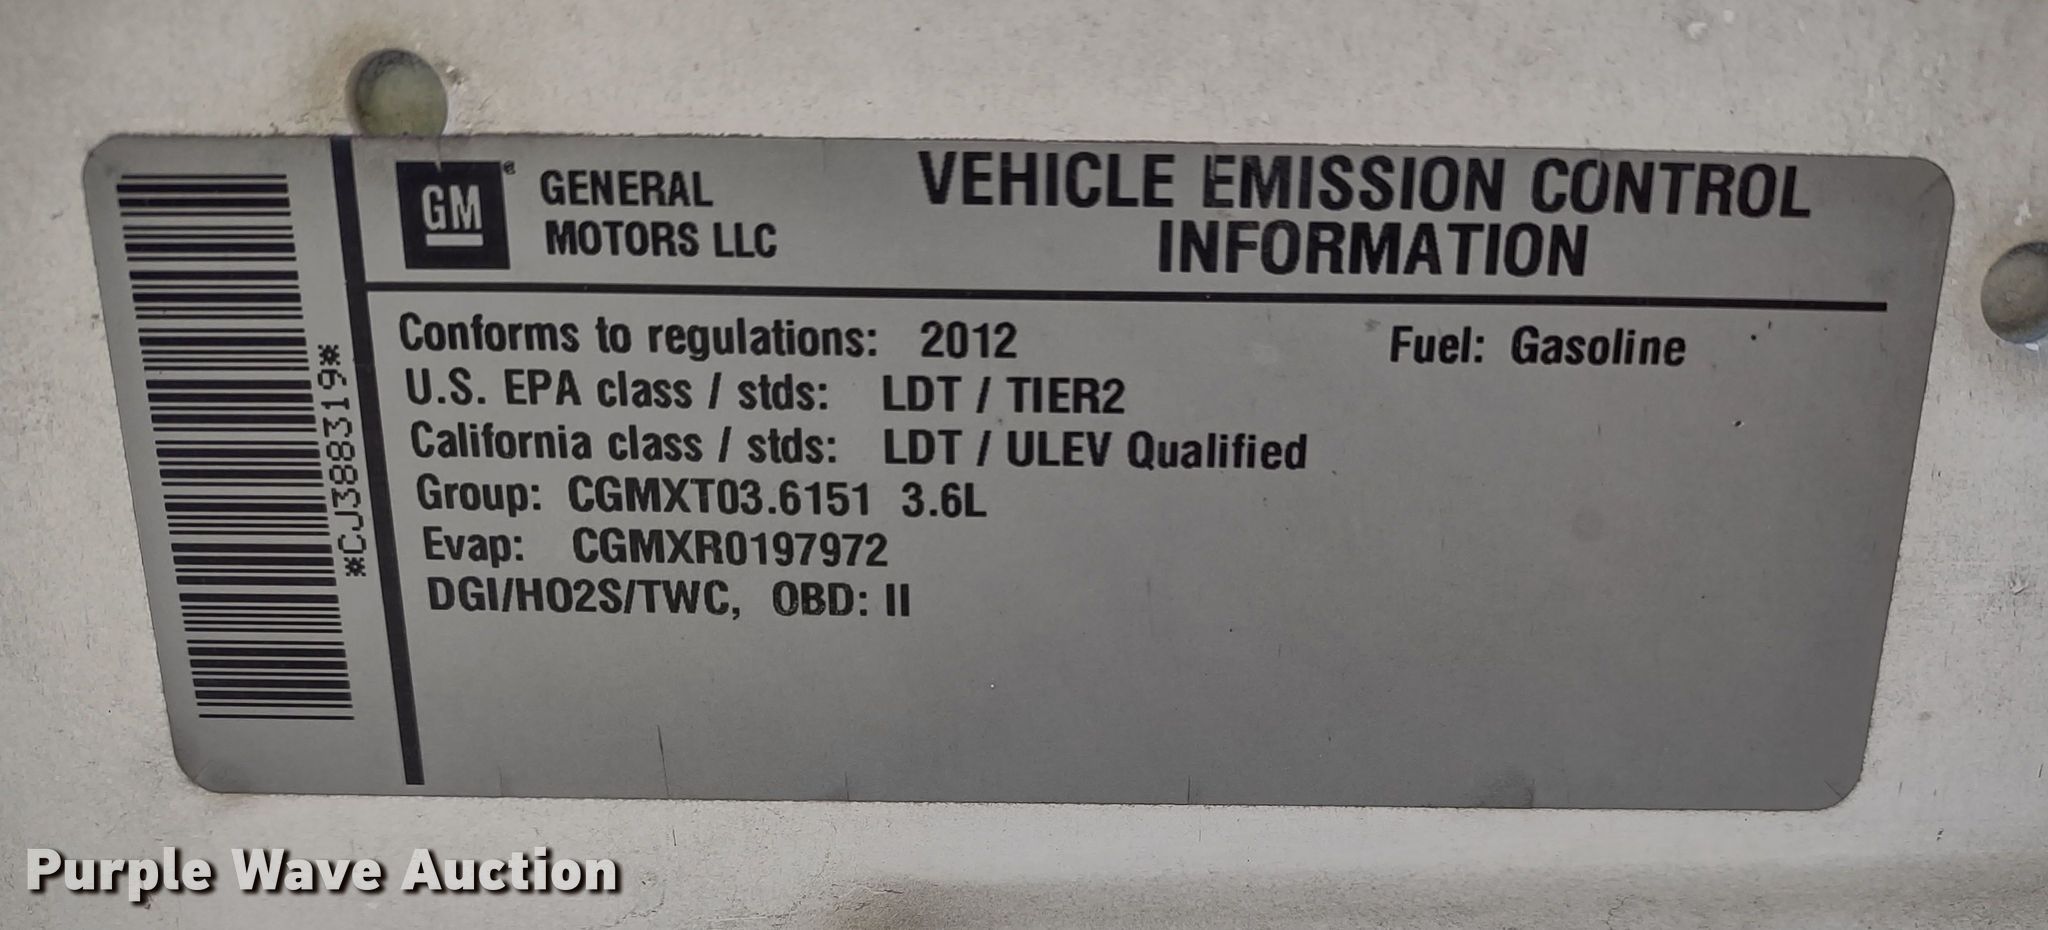 *CJ388319*
GM
GENERAL
MOTORS LLC
VEHICLE EMISSION CONTROL
INFORMATION
Conforms to regulations: 2012 Fuel: Gasoline
U.S. EPA class / stds: LDT / TIER2
California class / stds: LDT / ULEV Qualified
Group: CGMXT03.6151 3.6L
Evap: CGMXR0197972
DGI/HO2S/TWC, OBD: II
Purple Wave Auction